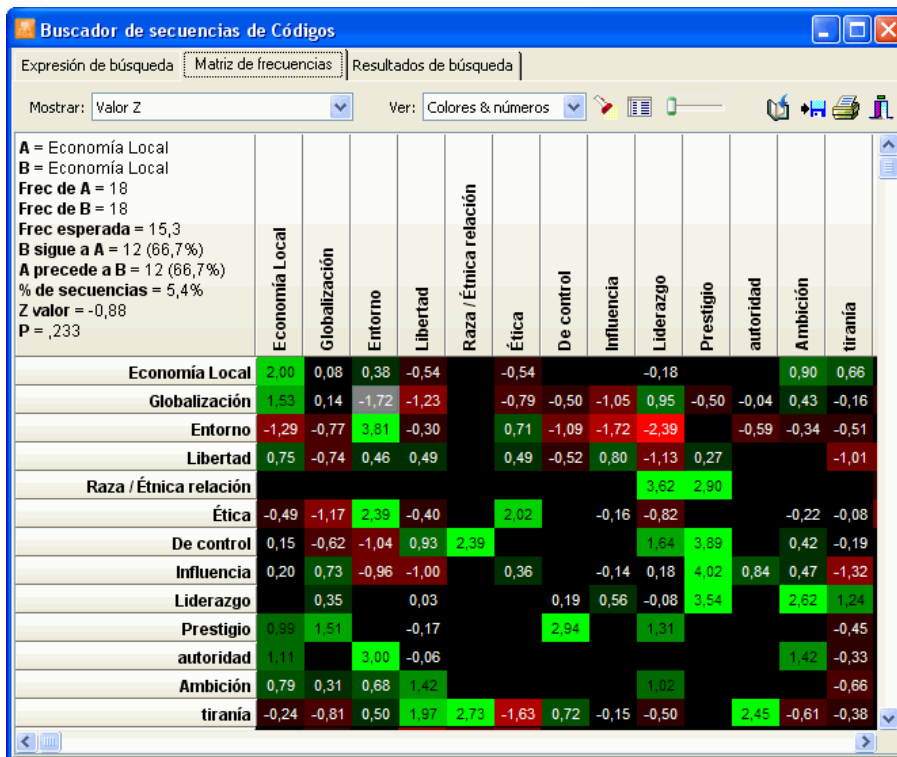 Buscador de secuencias de Códigos
Expresión de búsqueda Matriz de frecuencias Resultados de búsqueda
Mostrar: Valor Z Ver: Colores & números
A = Economía Local
B = Economía Local
Frec de A = 18
Frec de B = 18
Frec esperada = 15,3
B sigue a A = 12 (66,7%)
A precede a B = 12 (66,7%)
% de secuencias = 5,4%
Z valor = -0,88
P = ,233
Economía Local
Globalización
Entorno
Libertad
Raza / Étnica relación
Ética
De control
Influencia
Liderazgo
Prestigio
autoridad
Ambición
tiranía
Economía Local 2,00 0,08 0,38 -0,54 -0,54 -0,18 0,90 0,66
Globalización 1,53 0,14 -1,72 -1,23 -0,79 -0,50 -1,05 0,95 -0,50 -0,04 0,43 -0,16
Entorno -1,29 -0,77 3,81 -0,30 0,71 -1,09 -1,72 -2,39 -0,59 -0,34 -0,51
Libertad 0,75 -0,74 0,46 0,49 0,49 -0,52 0,80 -1,13 0,27 -1,01
Raza / Étnica relación 3,62 2,90
Ética -0,49 -1,17 2,39 -0,40 2,02 -0,16 -0,82 -0,22 -0,08
De control 0,15 -0,62 -1,04 0,93 2,39 1,64 3,89 0,42 -0,19
Influencia 0,20 0,73 -0,96 -1,00 0,36 -0,14 0,18 4,02 0,84 0,47 -1,32
Liderazgo 0,35 0,03 0,19 0,56 -0,08 3,54 2,62 1,24
Prestigio 0,99 1,51 -0,17 2,94 1,31 -0,45
autoridad 1,11 3,00 -0,06 1,42 -0,33
Ambición 0,79 0,31 0,68 1,42 1,02 -0,66
tiranía -0,24 -0,81 0,50 1,97 2,73 -1,63 0,72 -0,15 -0,50 2,45 -0,61 -0,38